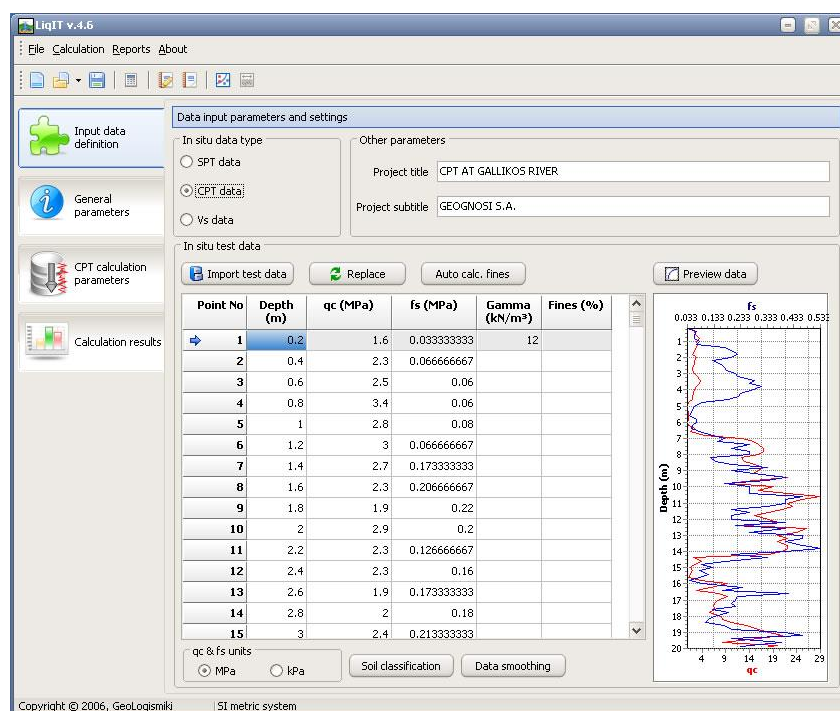 LiqIT v.4.6
File Calculation Reports About
Input data definition
General parameters
CPT calculation parameters
Calculation results
Data input parameters and settings
In situ data type
SPT data
CPT data
Vs data
Other parameters
Project title CPT AT GALLIKOS RIVER
Project subtitle GEOGNOSI S.A.
In situ test data
Import test data Replace Auto calc. fines Preview data
Point No Depth (m) qc (MPa) fs (MPa) Gamma (kN/m³) Fines (%)
1 0.2 1.6 0.033333333 12
2 0.4 2.3 0.066666667
3 0.6 2.5 0.06
4 0.8 3.4 0.06
5 1 2.8 0.08
6 1.2 3 0.066666667
7 1.4 2.7 0.173333333
8 1.6 2.3 0.206666667
9 1.8 1.9 0.22
10 2 2.9 0.2
11 2.2 2.3 0.126666667
12 2.4 2.3 0.16
13 2.6 1.9 0.173333333
14 2.8 2 0.18
15 3 2.4 0.213333333
fs
0.033 0.133 0.233 0.333 0.433 0.533
Depth (m)
1
2
3
4
5
6
7
8
9
10
11
12
13
14
15
16
17
18
19
20
4 9 14 19 24 29
qc
qc & fs units
MPa kPa
Soil classification Data smoothing
Copyright © 2006, GeoLogismiki SI metric system